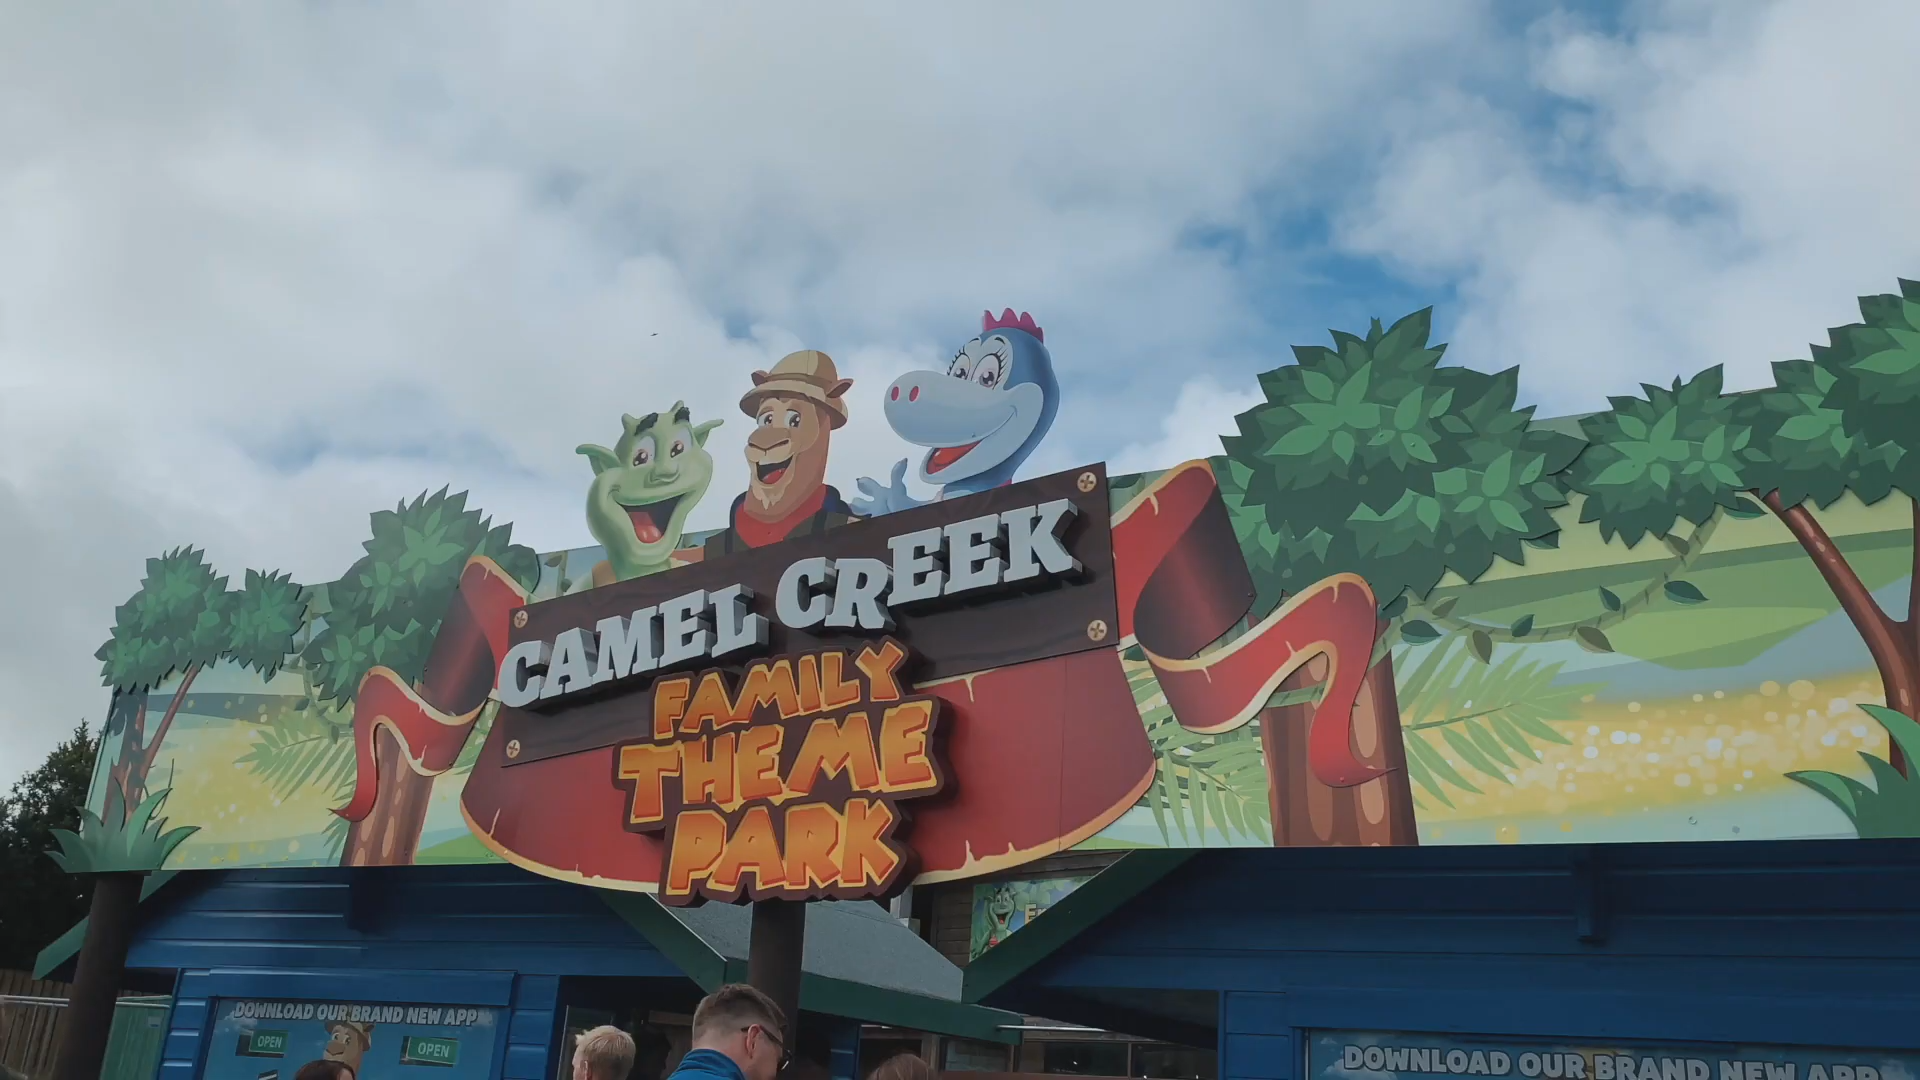 CAMEL CREEK
FAMILY
THEME
PARK
DOWNLOAD OUR BRAND NEW APP
OPEN
OPEN
DOWNLOAD OUR BRAND NEW APP